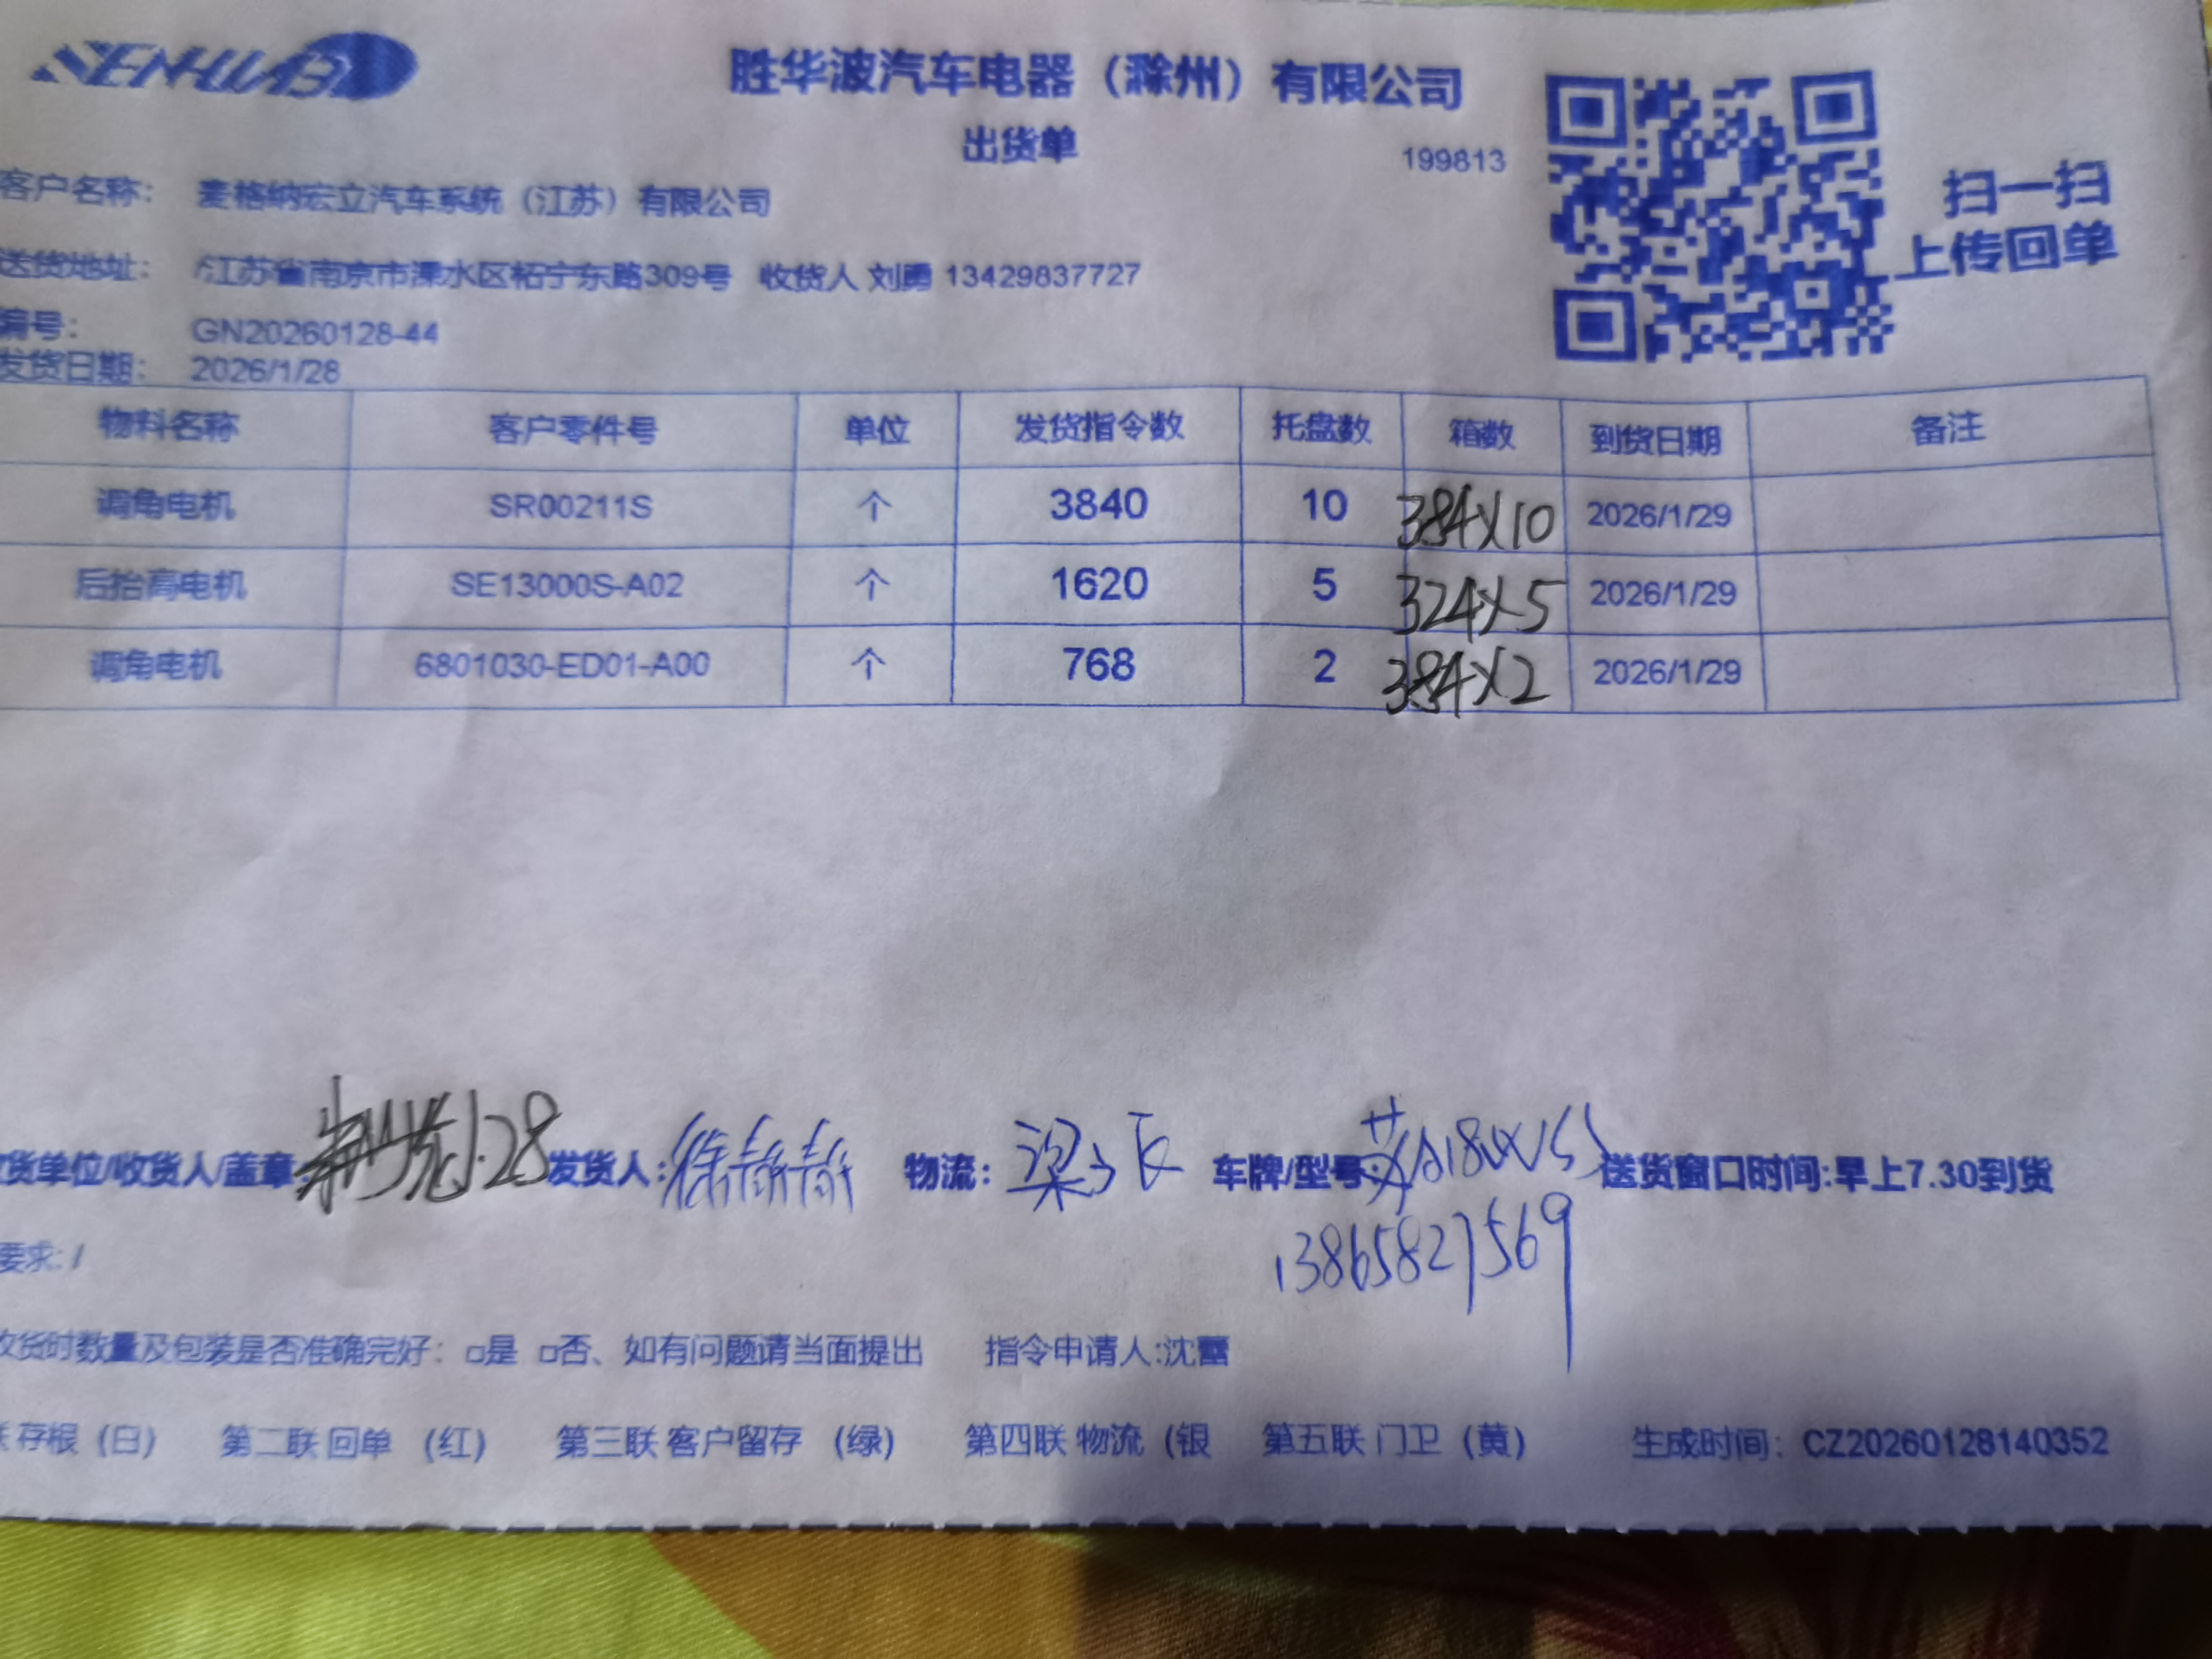 SENHUABO
胜华波汽车电器（滁州）有限公司
出货单
199813
扫一扫
上传回单
客户名称： 麦格纳宏立汽车系统（江苏）有限公司
送货地址： /江苏省南京市溧水区柘宁东路309号 收货人 刘勇 13429837727
编号： GN20260128-44
发货日期： 2026/1/28
物料名称 客户零件号 单位 发货指令数 托盘数 箱数 到货日期 备注
调角电机 SR00211S 个 3840 10 384×10 2026/1/29
后抬高电机 SE13000S-A02 个 1620 5 324×5 2026/1/29
调角电机 6801030-ED01-A00 个 768 2 384×2 2026/1/29
货单位/收货人/盖章: 1.28 发货人：徐静静 物流： 车牌/型号 送货窗口时间:早上7.30到货
13865827569
要求: /
收货时数量及包装是否准确完好：□是 □否、如有问题请当面提出 指令申请人:沈蕾
联 存根（白） 第二联 回单 （红） 第三联 客户留存 （绿） 第四联 物流（银 第五联 门卫（黄） 生成时间：CZ20260128140352